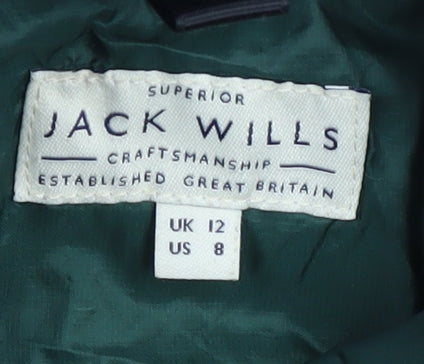 SUPERIOR
JACK WILLS
CRAFTSMANSHIP
ESTABLISHED GREAT BRITAIN
UK 12
US 8